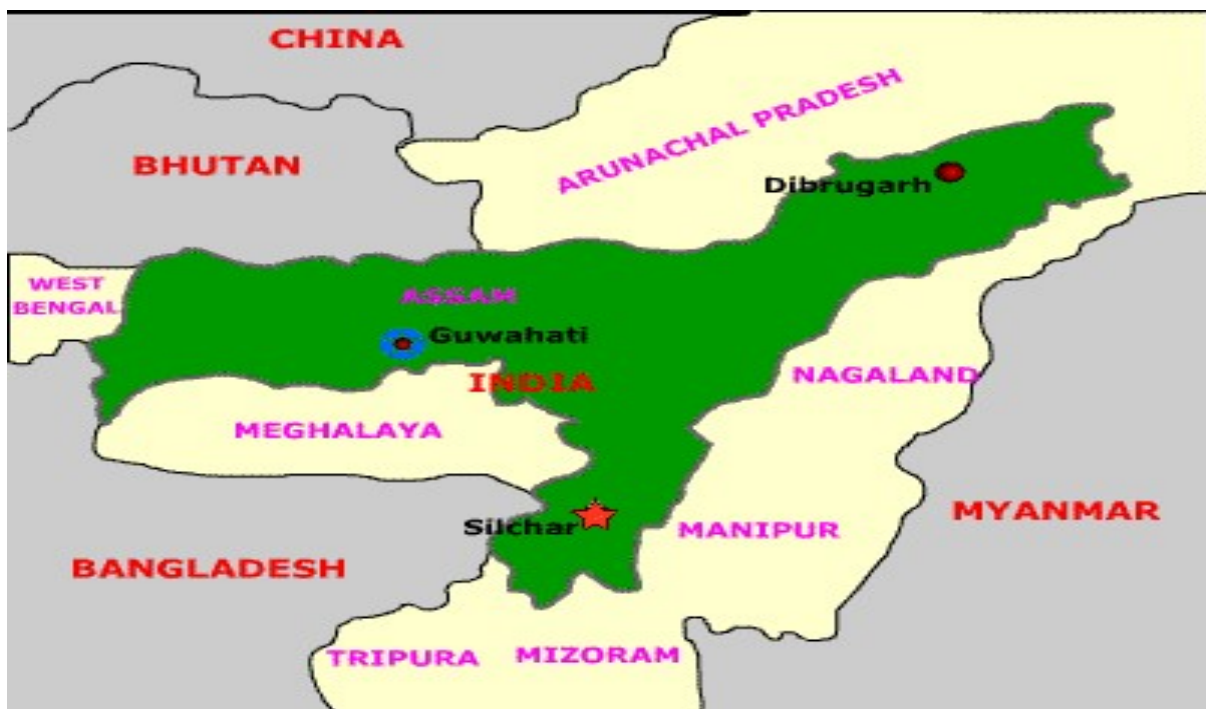 CHINA
ARUNACHAL PRADESH
BHUTAN
Dibrugarh
WEST
BENGAL
ASSAM
Guwahati
INDIA
NAGALAND
MEGHALAYA
MYANMAR
Silchar
MANIPUR
BANGLADESH
TRIPURA
MIZORAM